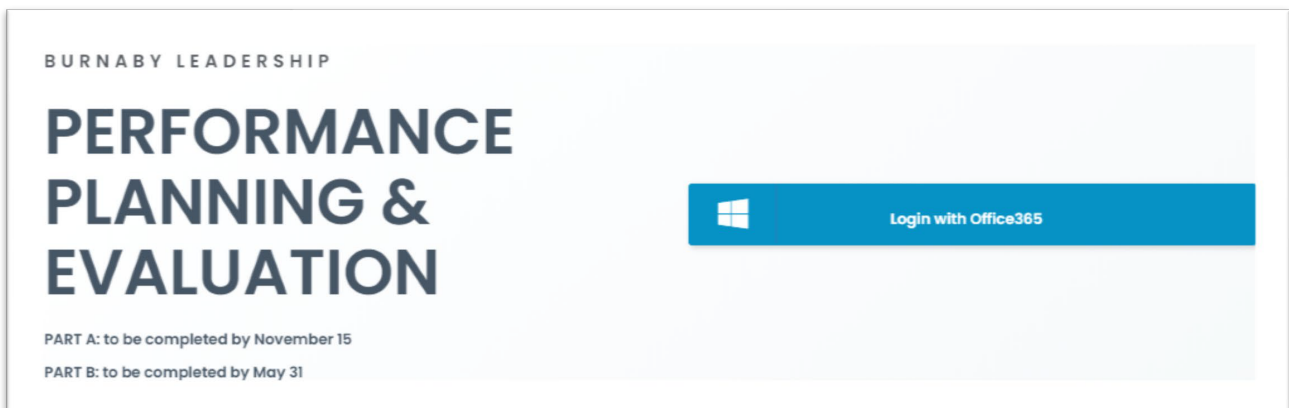 BURNABY LEADERSHIP
PERFORMANCE
PLANNING &
EVALUATION
Login with Office365
PART A: to be completed by November 15
PART B: to be completed by May 31